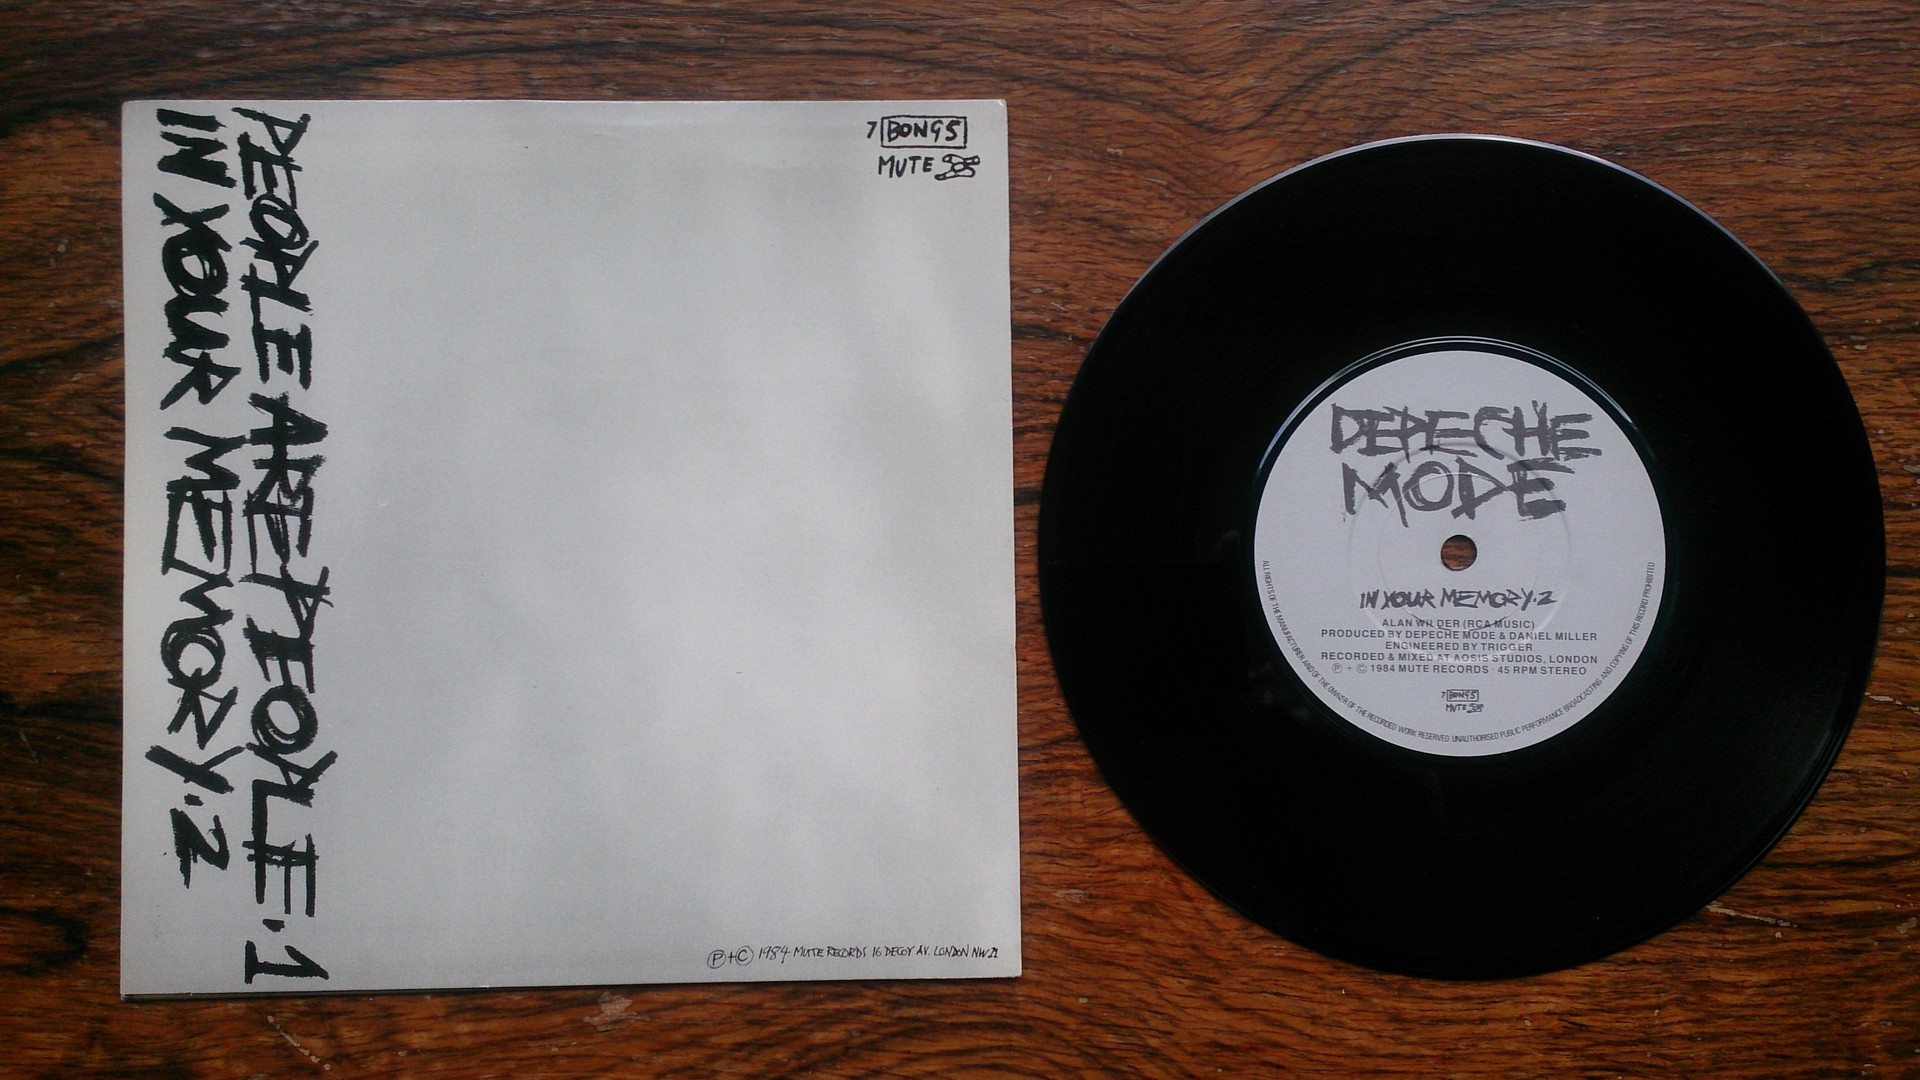 PEOPLE ARE PEOPLE·1
IN YOUR MEMORY·2
7 BONG5
MUTE
℗+© 1984 MUTE RECORDS 16 DECOY AV. LONDON NW11
DEPECHE
MODE
IN YOUR MEMORY·2
ALAN WILDER (RCA MUSIC)
PRODUCED BY DEPECHE MODE & DANIEL MILLER
ENGINEERED BY TRIGGER
RECORDED & MIXED AT AOSIS STUDIOS, LONDON
℗ + © 1984 MUTE RECORDS · 45 RPM STEREO
7 BONG5
MUTE
ALL RIGHTS OF THE MANUFACTURER AND OF THE OWNER OF THE RECORDED WORK RESERVED UNAUTHORISED PUBLIC PERFORMANCE BROADCASTING AND COPYING OF THIS RECORD PROHIBITED